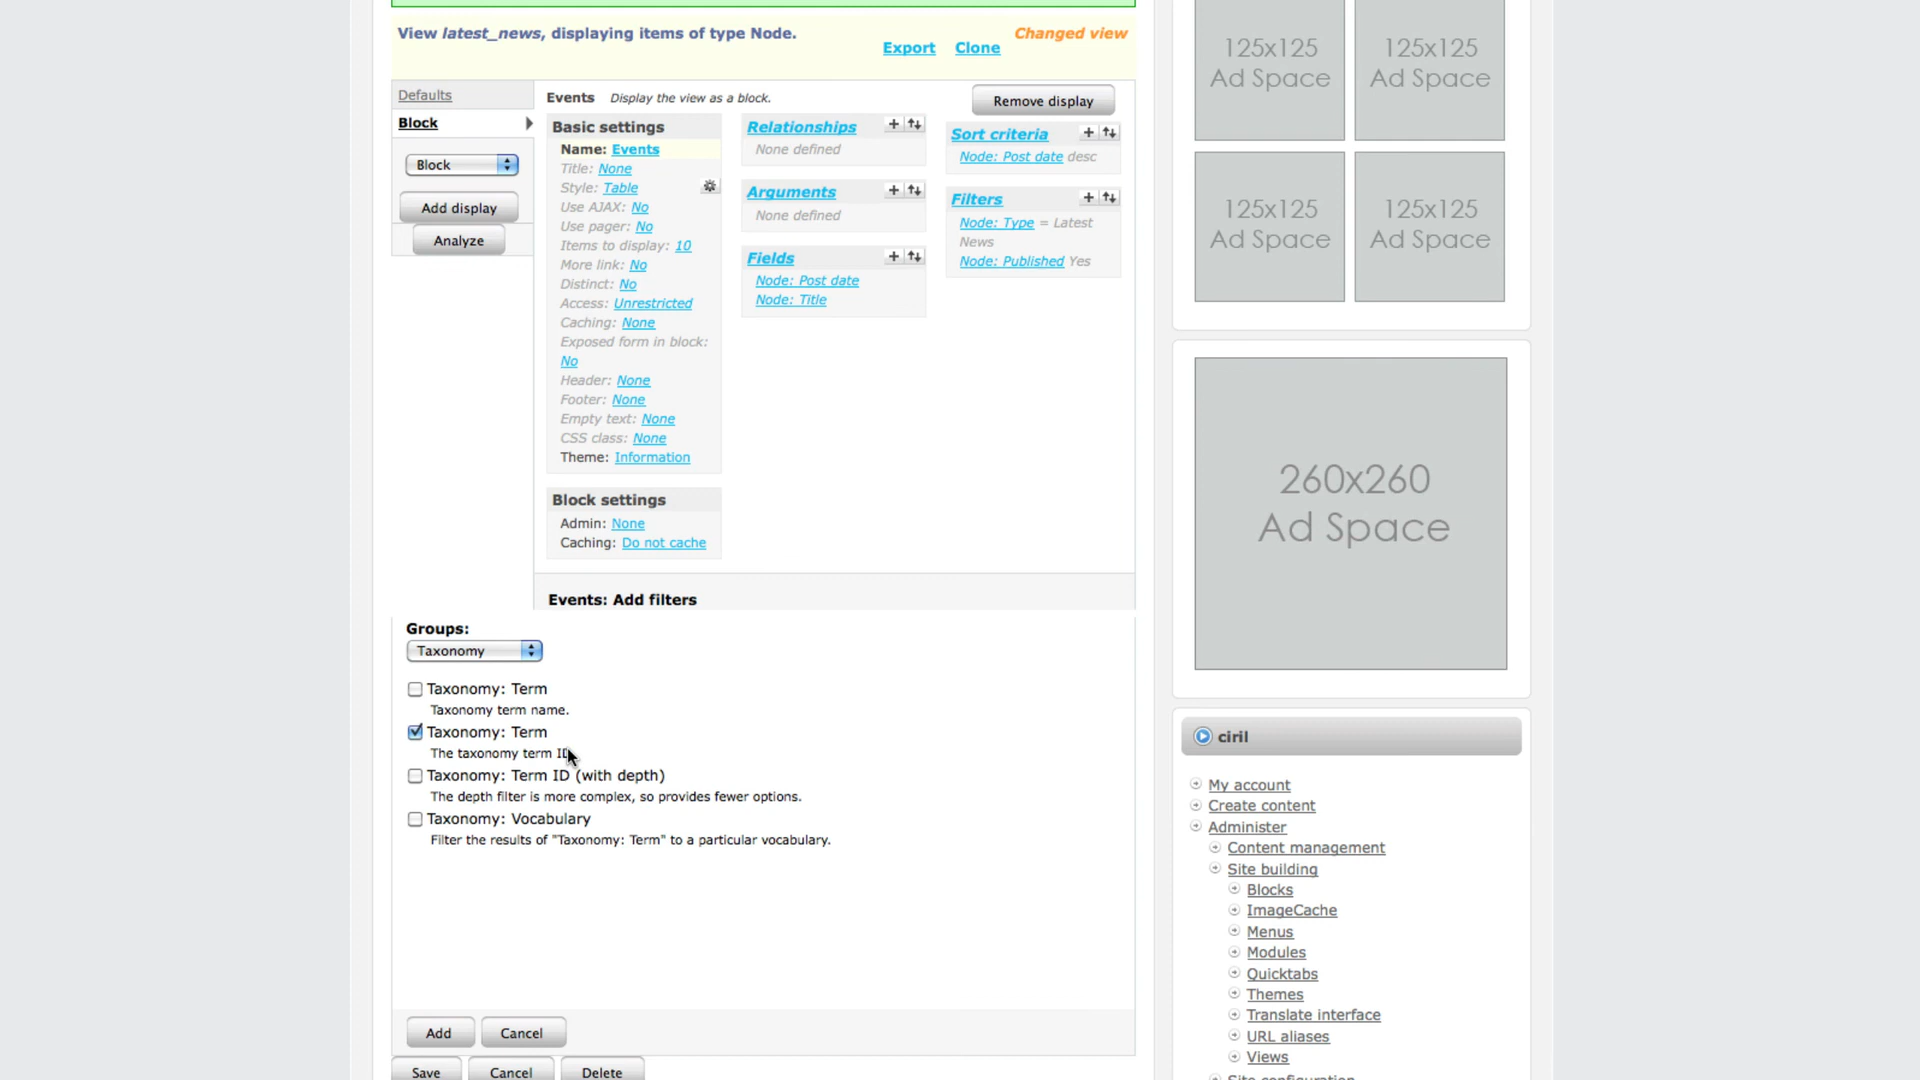 View latest_news, displaying items of type Node.
Export
Clone
Changed view
Defaults
Block
Block
Add display
Analyze
Events Display the view as a block.
Remove display
Basic settings
Name: Events
Title: None
Style: Table
Use AJAX: No
Use pager: No
Items to display: 10
More link: No
Distinct: No
Access: Unrestricted
Caching: None
Exposed form in block:
No
Header: None
Footer: None
Empty text: None
CSS class: None
Theme: Information
Block settings
Admin: None
Caching: Do not cache
Relationships
None defined
Arguments
None defined
Fields
Node: Post date
Node: Title
Sort criteria
Node: Post date desc
Filters
Node: Type = Latest
News
Node: Published Yes
Events: Add filters
Groups:
Taxonomy
Taxonomy: Term
Taxonomy term name.
Taxonomy: Term
The taxonomy term ID
Taxonomy: Term ID (with depth)
The depth filter is more complex, so provides fewer options.
Taxonomy: Vocabulary
Filter the results of "Taxonomy: Term" to a particular vocabulary.
Add
Cancel
Save
Cancel
Delete
125x125
Ad Space
125x125
Ad Space
125x125
Ad Space
125x125
Ad Space
260x260
Ad Space
ciril
My account
Create content
Administer
Content management
Site building
Blocks
ImageCache
Menus
Modules
Quicktabs
Themes
Translate interface
URL aliases
Views
Site configuration